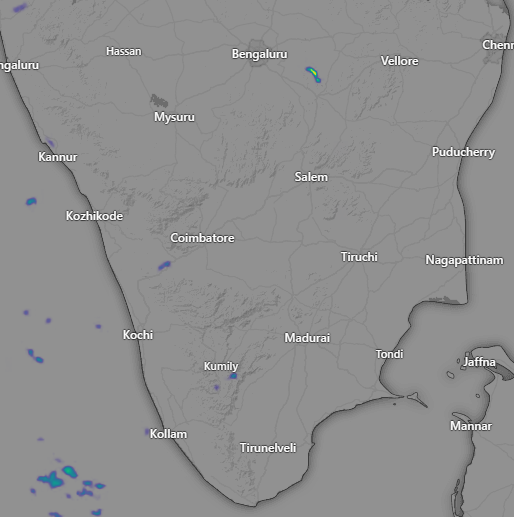 Hassan
Bengaluru
Chenn
ngaluru
Vellore
Mysuru
Kannur
Puducherry
Salem
Kozhikode
Coimbatore
Tiruchi
Nagapattinam
Kochi
Madurai
Tondi
Jaffna
Kumily
Mannar
Kollam
Tirunelveli